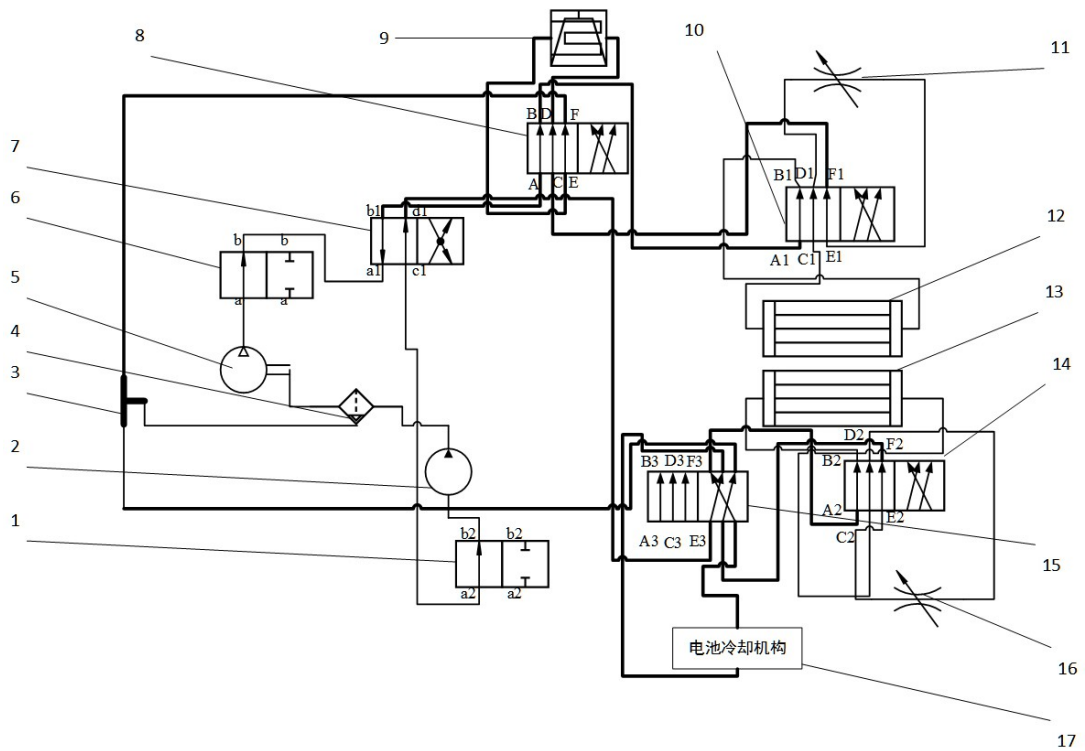 9
8
10
11
B D F
7
A C E
B1 D1 F1
6
b1 d1
12
b b
a1 c1
A1 C1 E1
13
5
a a
4
14
3
D2
F2
2
B3 D3 F3
B2
1
A2
E2
b2 b2
A3 C3 E3
C2
15
a2 a2
电池冷却机构
16
17